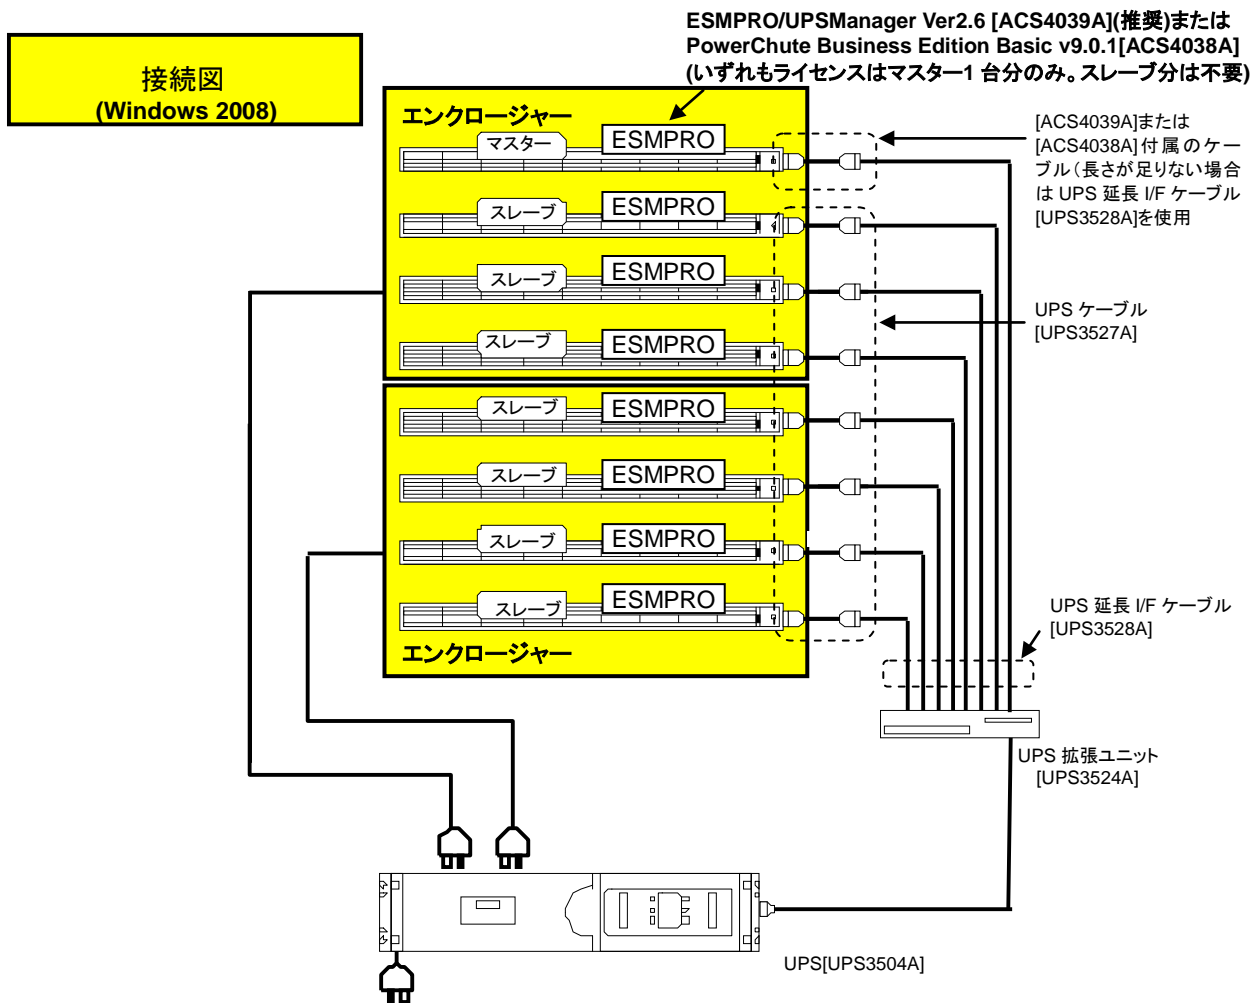 ESMPRO/UPSManager Ver2.6 [ACS4039A](推奨)または
PowerChute Business Edition Basic v9.0.1[ACS4038A]
(いずれもライセンスはマスター1 台分のみ。スレーブ分は不要)
接続図
(Windows 2008)
エンクロージャー
マスター
ESMPRO
スレーブ
ESMPRO
スレーブ
ESMPRO
スレーブ
ESMPRO
スレーブ
ESMPRO
スレーブ
ESMPRO
スレーブ
ESMPRO
スレーブ
ESMPRO
エンクロージャー
[ACS4039A]または
[ACS4038A]付属のケー
ブル(長さが足りない場合
は UPS 延長 I/F ケーブル
[UPS3528A]を使用
UPS ケーブル
[UPS3527A]
UPS 延長 I/F ケーブル
[UPS3528A]
UPS 拡張ユニット
[UPS3524A]
UPS[UPS3504A]